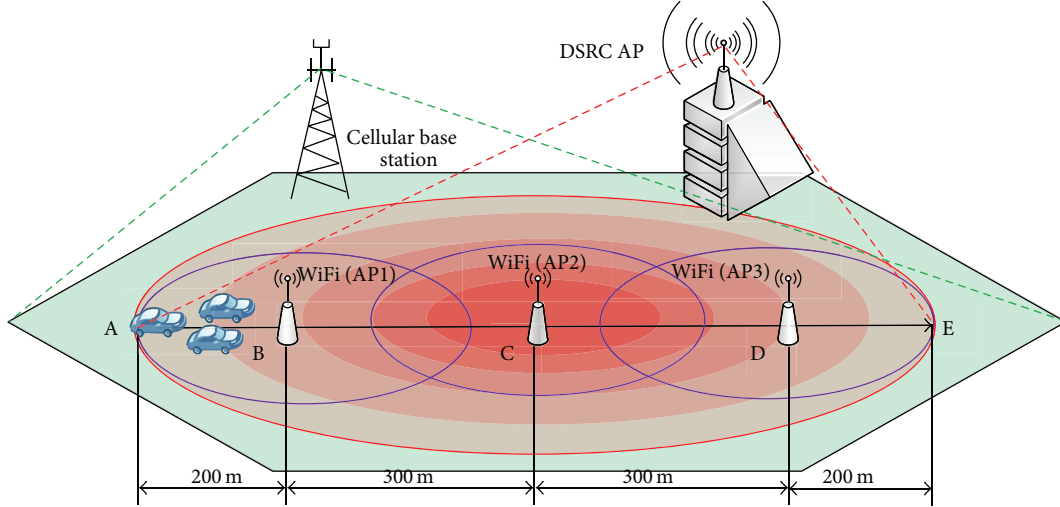 DSRC AP
Cellular base
station
WiFi (AP1)
WiFi (AP2)
WiFi (AP3)
A
B
C
D
E
200 m
300 m
300 m
200 m